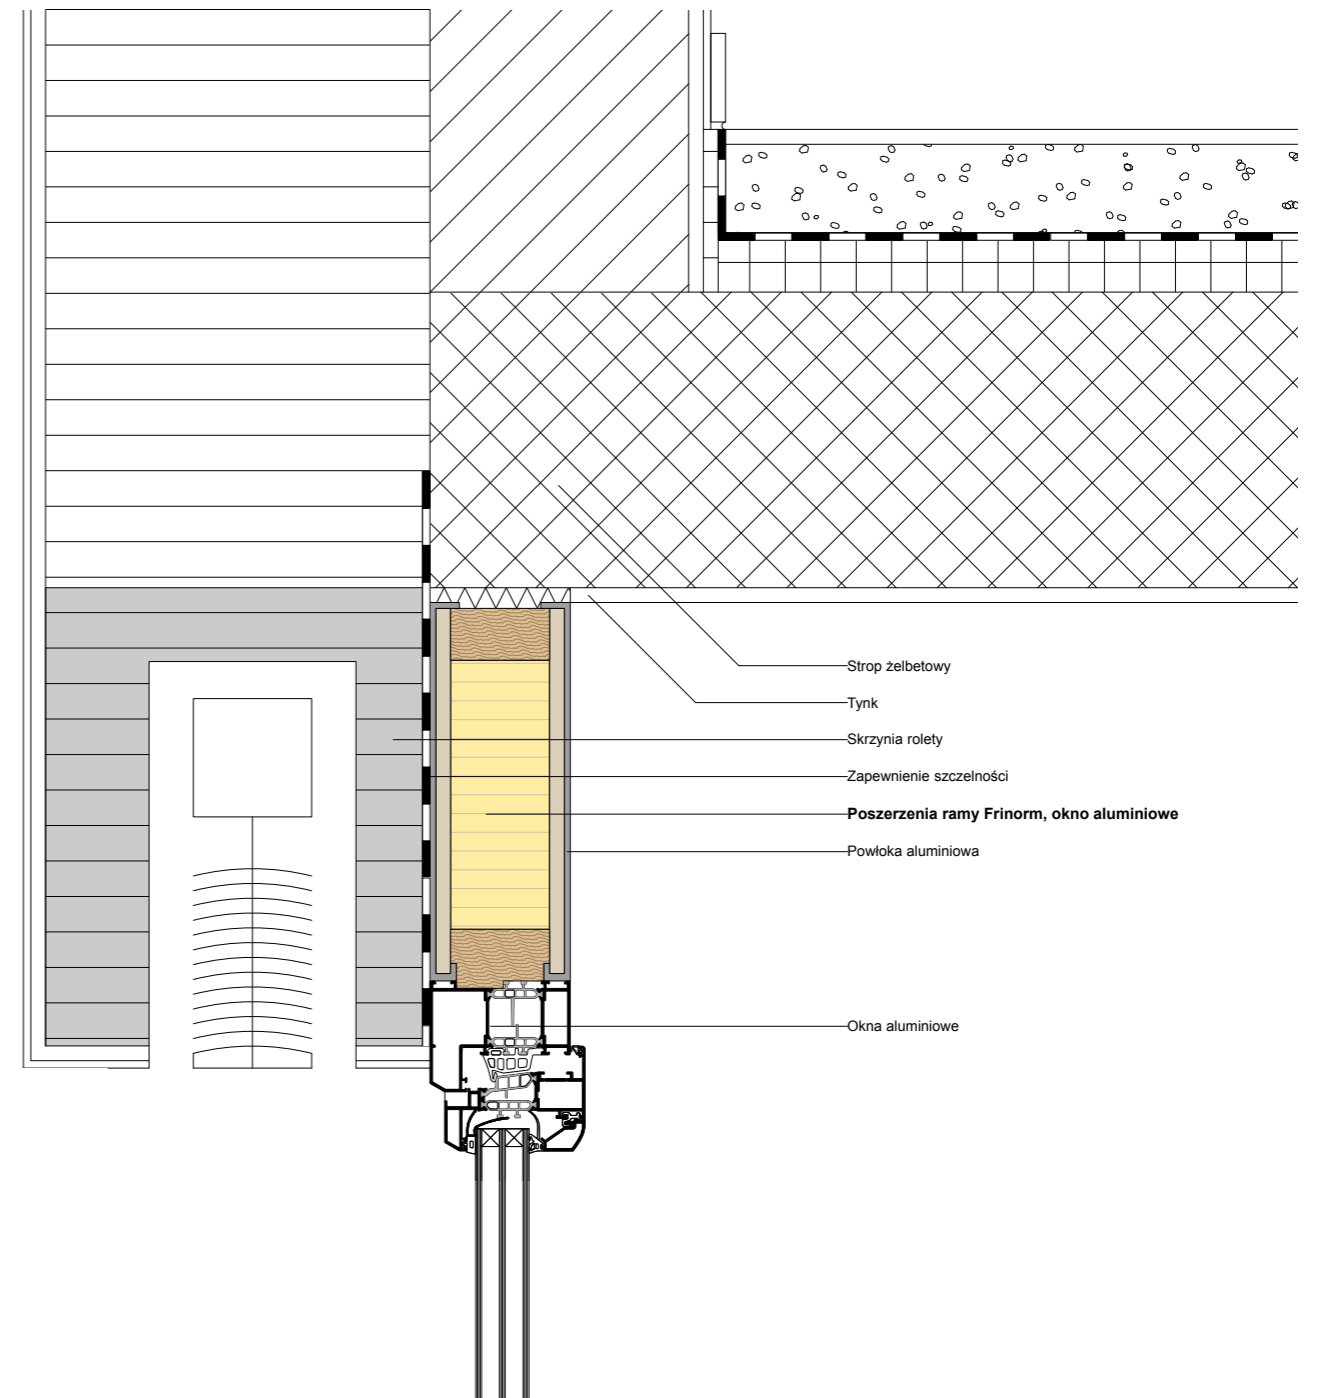 Strop żelbetowy
Tynk
Skrzynia rolety
Zapewnienie szczelności
Poszerzenia ramy Frinorm, okno aluminiowe
Powłoka aluminiowa
Okna aluminiowe